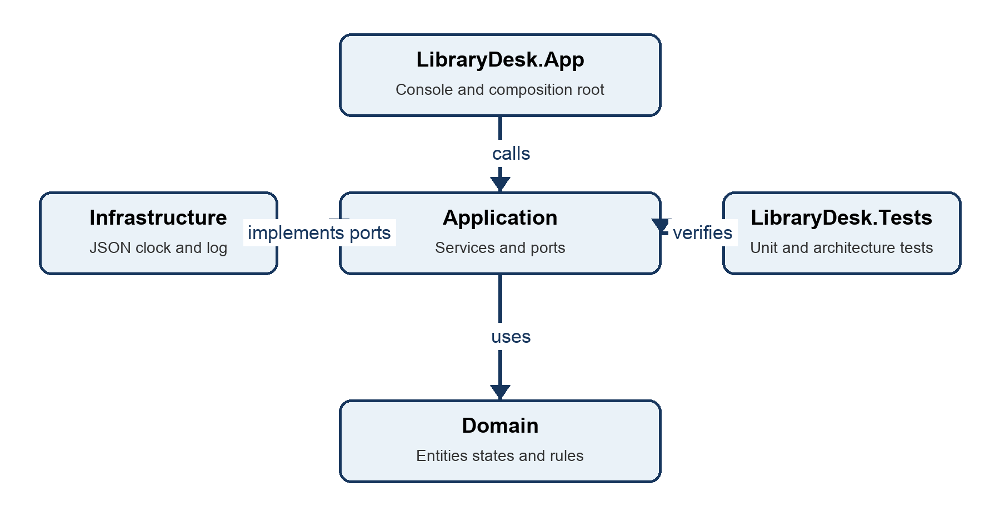 LibraryDesk.App
Console and composition root
calls
Infrastructure
JSON clock and log
implements ports
Application
Services and ports
verifies
LibraryDesk.Tests
Unit and architecture tests
uses
Domain
Entities states and rules